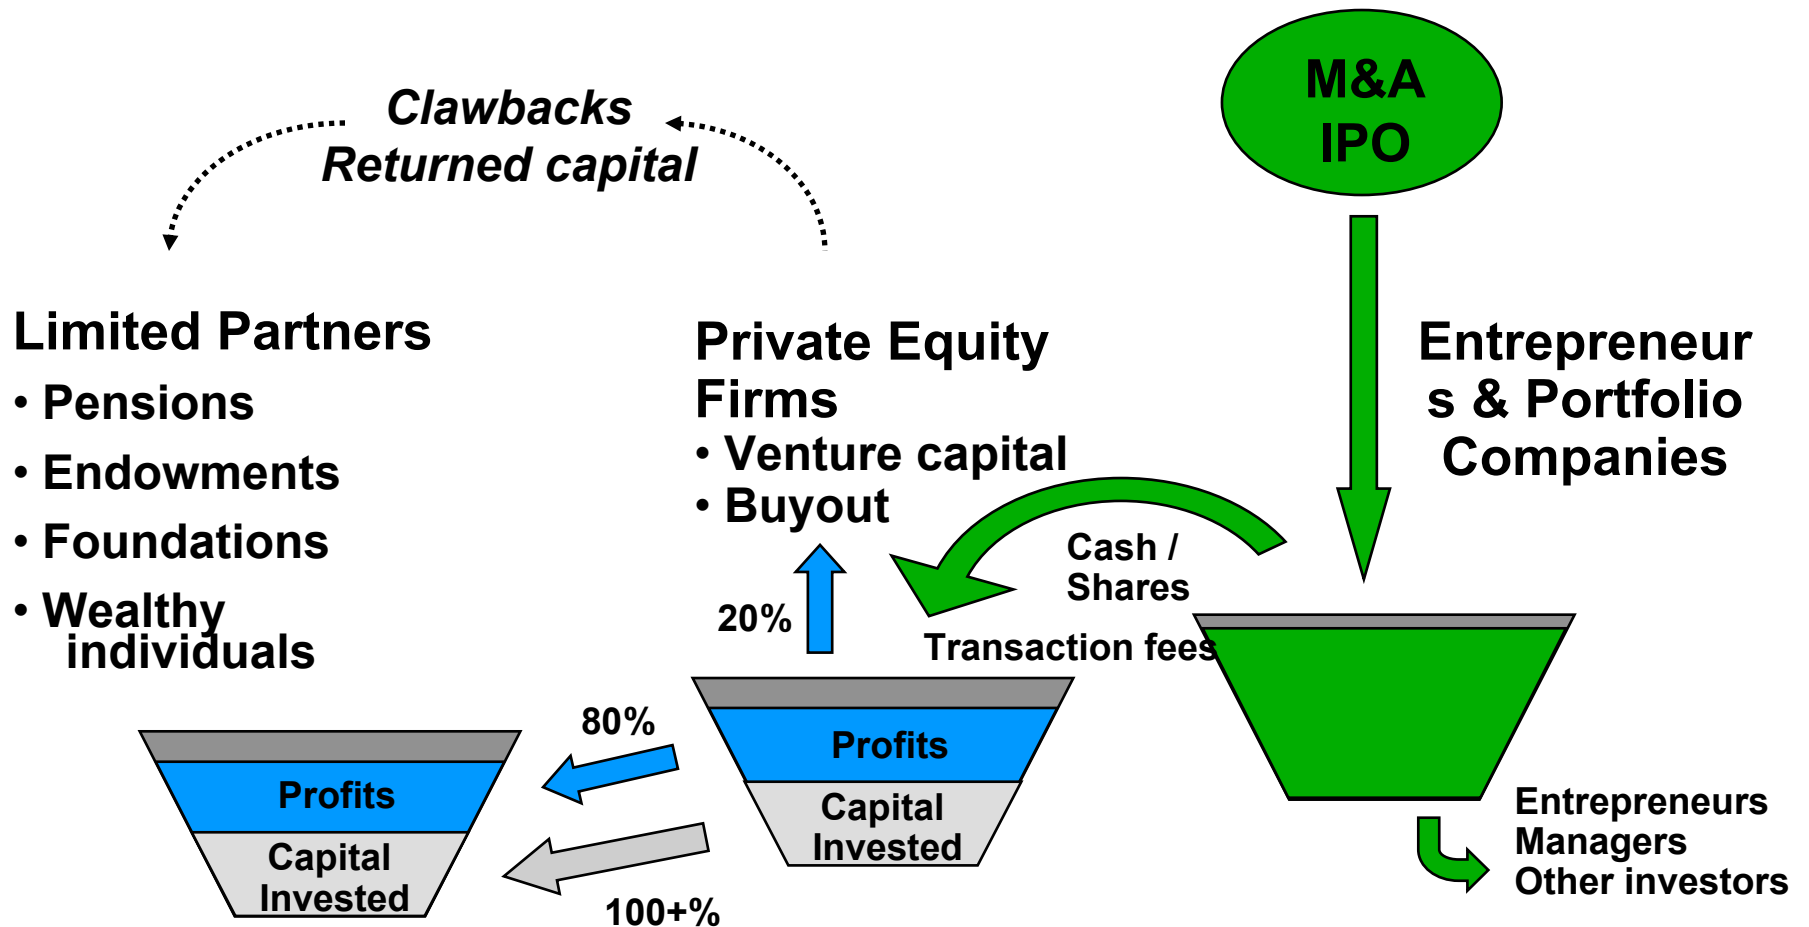 M&A
IPO
Clawbacks
Returned capital
Limited Partners
• Pensions
• Endowments
• Foundations
• Wealthy
individuals
Private Equity
Firms
• Venture capital
• Buyout
Entrepreneur
s & Portfolio
Companies
Cash /
Shares
Transaction fees
20%
80%
100+%
Profits
Capital
Invested
Profits
Capital
Invested
Entrepreneurs
Managers
Other investors